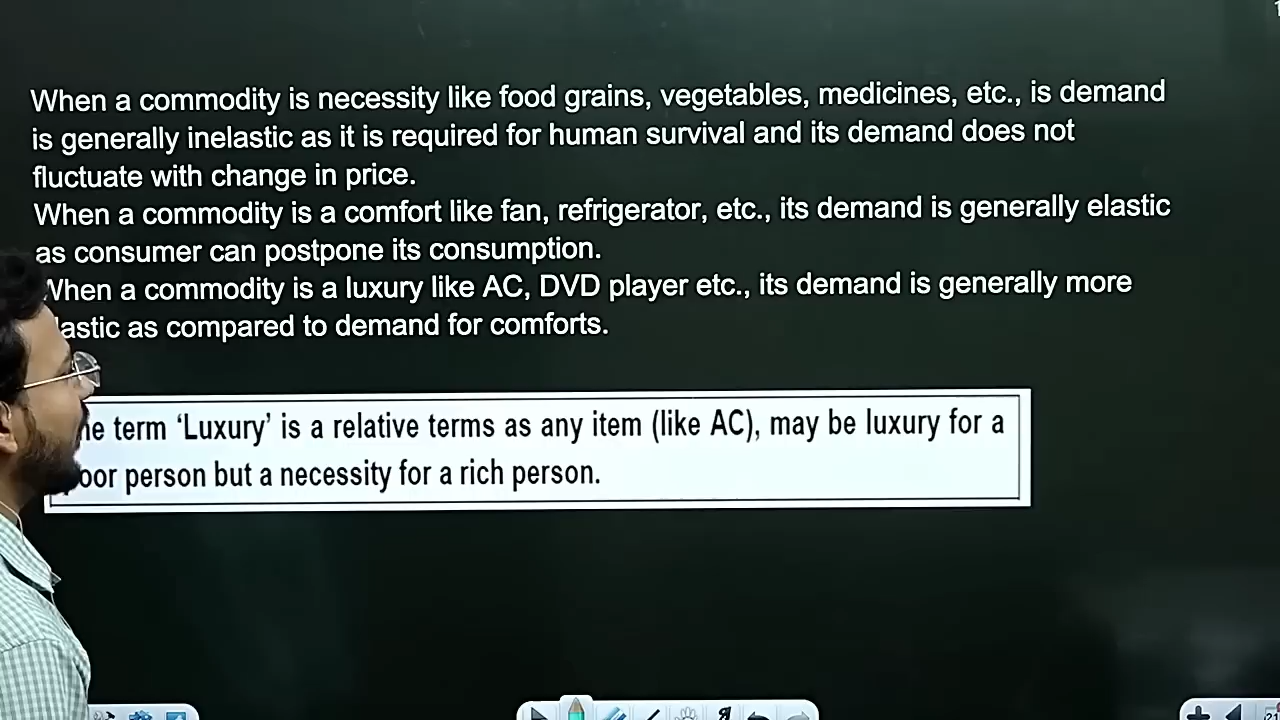 When a commodity is necessity like food grains, vegetables, medicines, etc., is demand
is generally inelastic as it is required for human survival and its demand does not
fluctuate with change in price.
When a commodity is a comfort like fan, refrigerator, etc., its demand is generally elastic
as consumer can postpone its consumption.
When a commodity is a luxury like AC, DVD player etc., its demand is generally more
lastic as compared to demand for comforts.
he term ‘Luxury’ is a relative terms as any item (like AC), may be luxury for a
poor person but a necessity for a rich person.